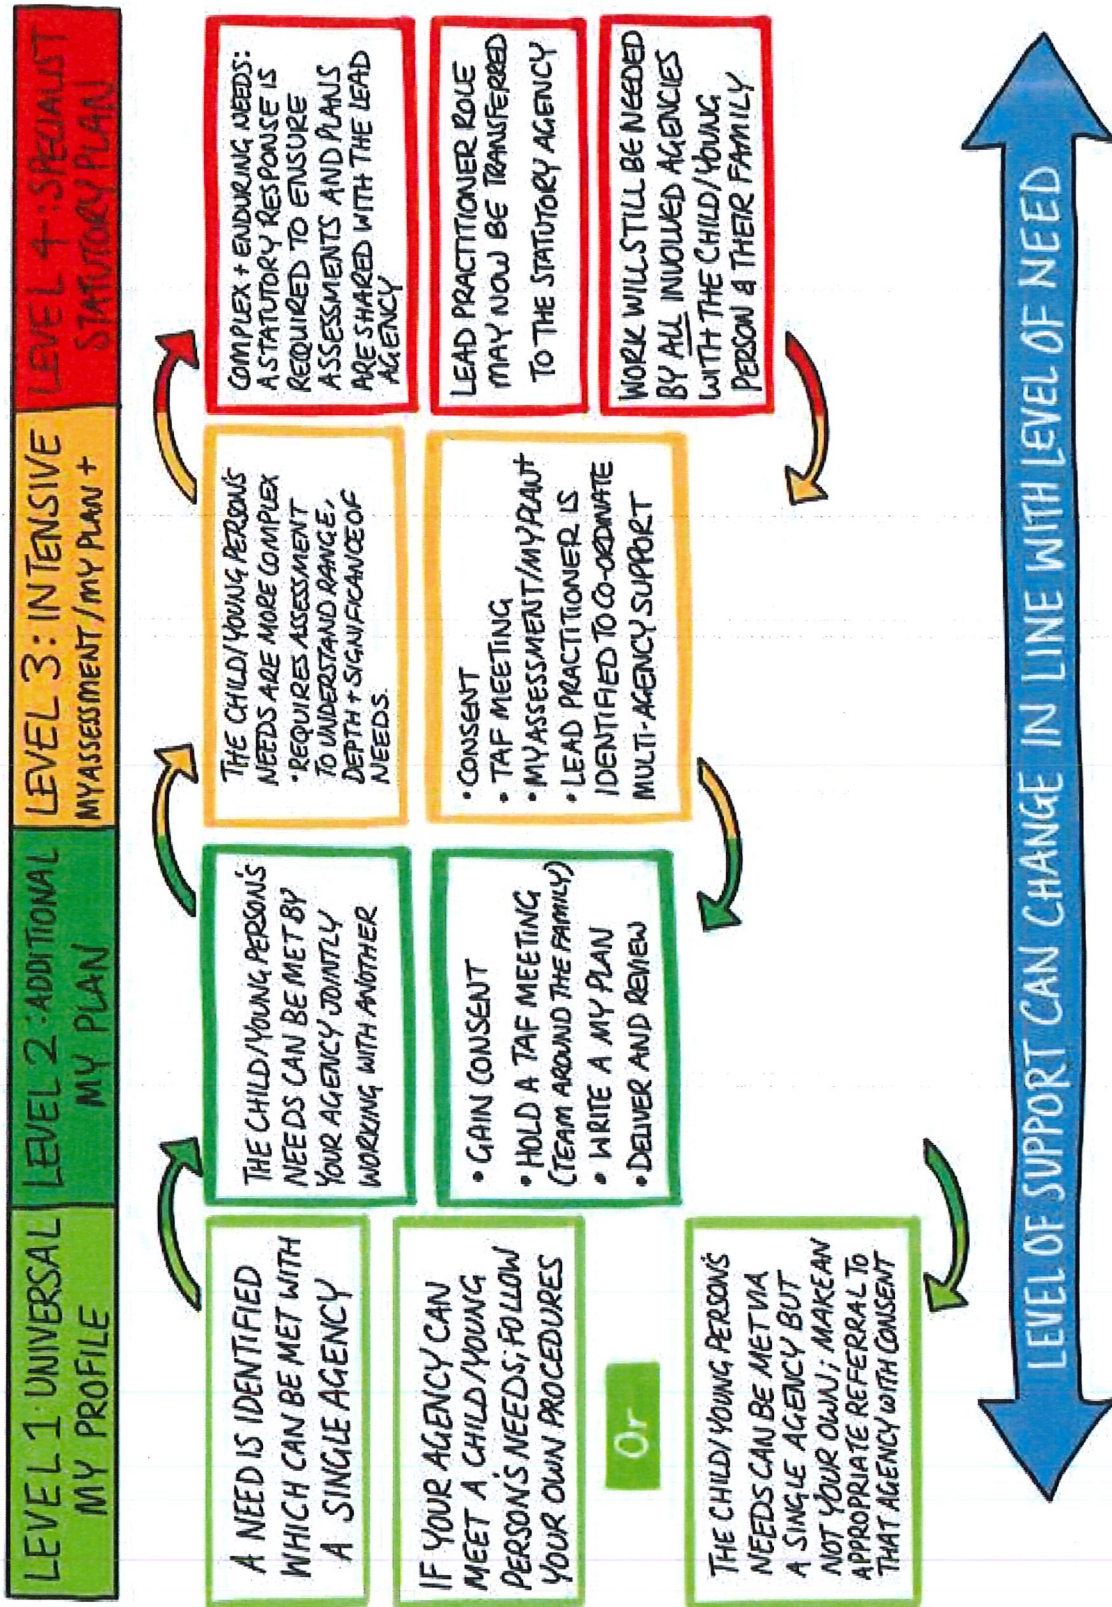 LEVEL 1: UNIVERSAL
MY PROFILE
LEVEL 2: ADDITIONAL
MY PLAN
LEVEL 3: INTENSIVE
MY ASSESSMENT / MY PLAN +
LEVEL 4: SPECIALIST
STATUTORY PLAN
A NEED IS IDENTIFIED
WHICH CAN BE MET WITH
A SINGLE AGENCY
IF YOUR AGENCY CAN
MEET A CHILD/YOUNG
PERSON'S NEEDS, FOLLOW
YOUR OWN PROCEDURES
Or
THE CHILD/YOUNG PERSON'S
NEEDS CAN BE MET VIA
A SINGLE AGENCY BUT
NOT YOUR OWN; MAKE AN
APPROPRIATE REFERRAL TO
THAT AGENCY WITH CONSENT
THE CHILD/YOUNG PERSON'S
NEEDS CAN BE MET BY
YOUR AGENCY JOINTLY
WORKING WITH ANOTHER
• GAIN CONSENT
• HOLD A TAF MEETING
(TEAM AROUND THE FAMILY)
• WRITE A MY PLAN
• DELIVER AND REVIEW
THE CHILD/YOUNG PERSON'S
NEEDS ARE MORE COMPLEX
• REQUIRES ASSESSMENT
TO UNDERSTAND RANGE,
DEPTH + SIGNIFICANCE OF
NEEDS.
• CONSENT
• TAF MEETING
• MY ASSESSMENT/MY PLAN+
• LEAD PRACTITIONER IS
IDENTIFIED TO CO-ORDINATE
MULTI-AGENCY SUPPORT
COMPLEX + ENDURING NEEDS:
A STATUTORY RESPONSE IS
REQUIRED TO ENSURE
ASSESSMENTS AND PLANS
ARE SHARED WITH THE LEAD
AGENCY
LEAD PRACTITIONER ROLE
MAY NOW BE TRANSFERRED
TO THE STATUTORY AGENCY
WORK WILL STILL BE NEEDED
BY ALL INVOLVED AGENCIES
WITH THE CHILD/YOUNG
PERSON & THEIR FAMILY
LEVEL OF SUPPORT CAN CHANGE IN LINE WITH LEVEL OF NEED